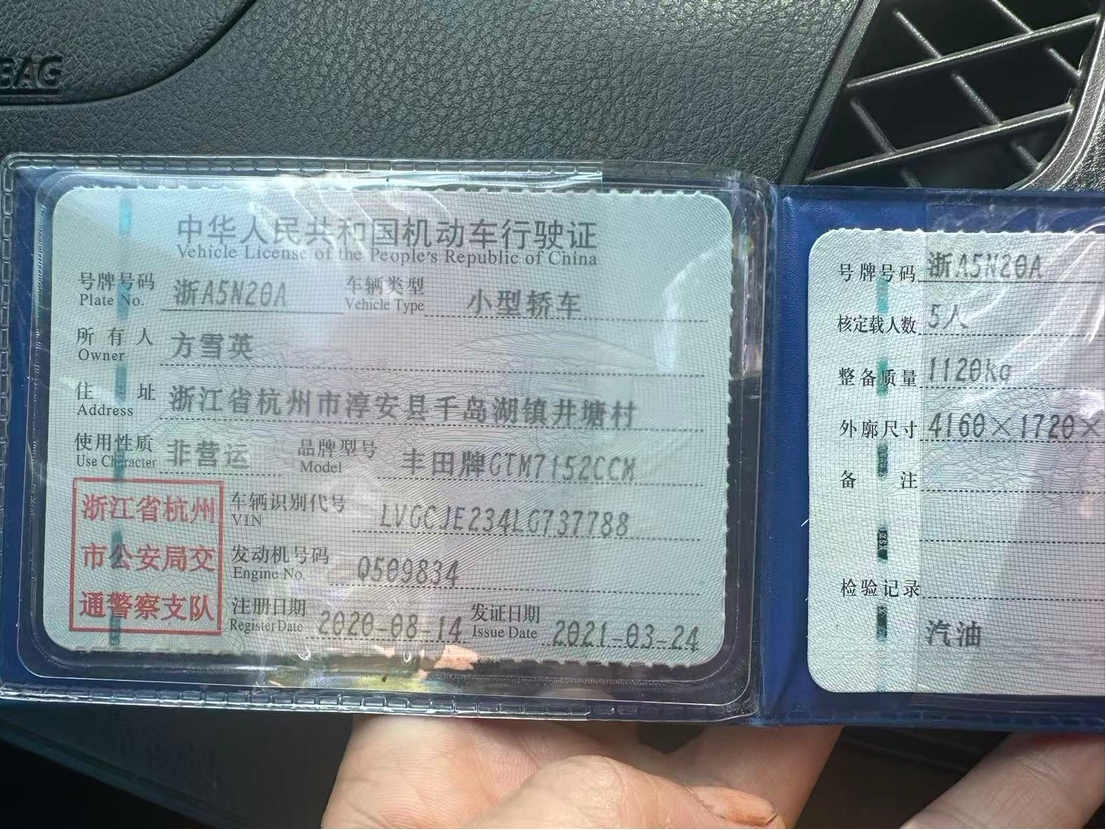 BAG
中华人民共和国机动车行驶证
Vehicle License of the People's Republic of China
号牌号码 浙A5N20A 车辆类型 小型轿车
Plate No. Vehicle Type
所有人 方雪英
Owner
住址 浙江省杭州市淳安县千岛湖镇井塘村
Address
使用性质 非营运 品牌型号 丰田牌GTM7152CCM
Use Character Model
浙江省杭州
市公安局交
通警察支队
车辆识别代号 LVGCJE234LG737788
VIN
发动机号码 Q509834
Engine No.
注册日期 2020-08-14 发证日期 2021-03-24
Register Date Issue Date
号牌号码 浙A5N20A
核定载人数 5人
整备质量 1120kg
外廓尺寸 4160×1720×
备注
检验记录
汽油